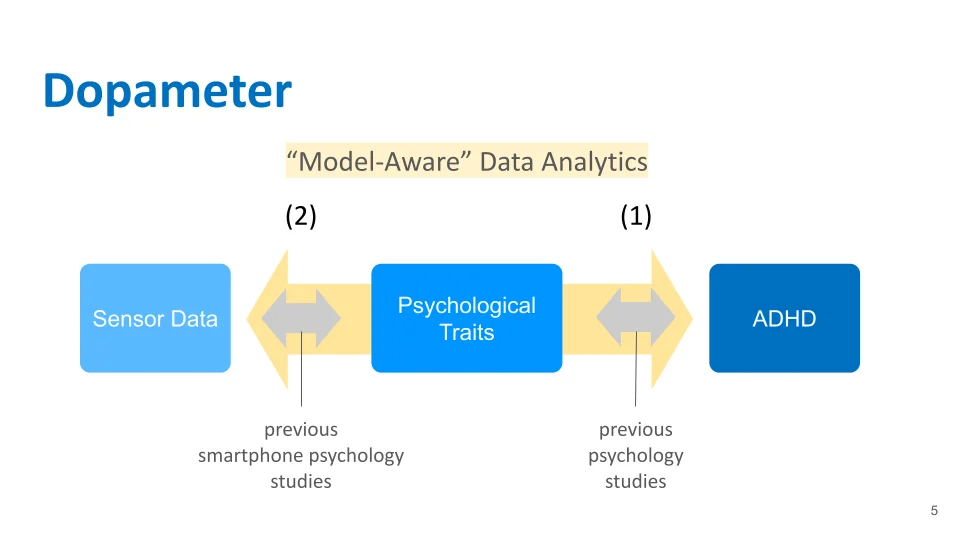 Dopameter
“Model-Aware” Data Analytics
(2)
(1)
Sensor Data
Psychological
Traits
ADHD
previous
smartphone psychology
studies
previous
psychology
studies
5